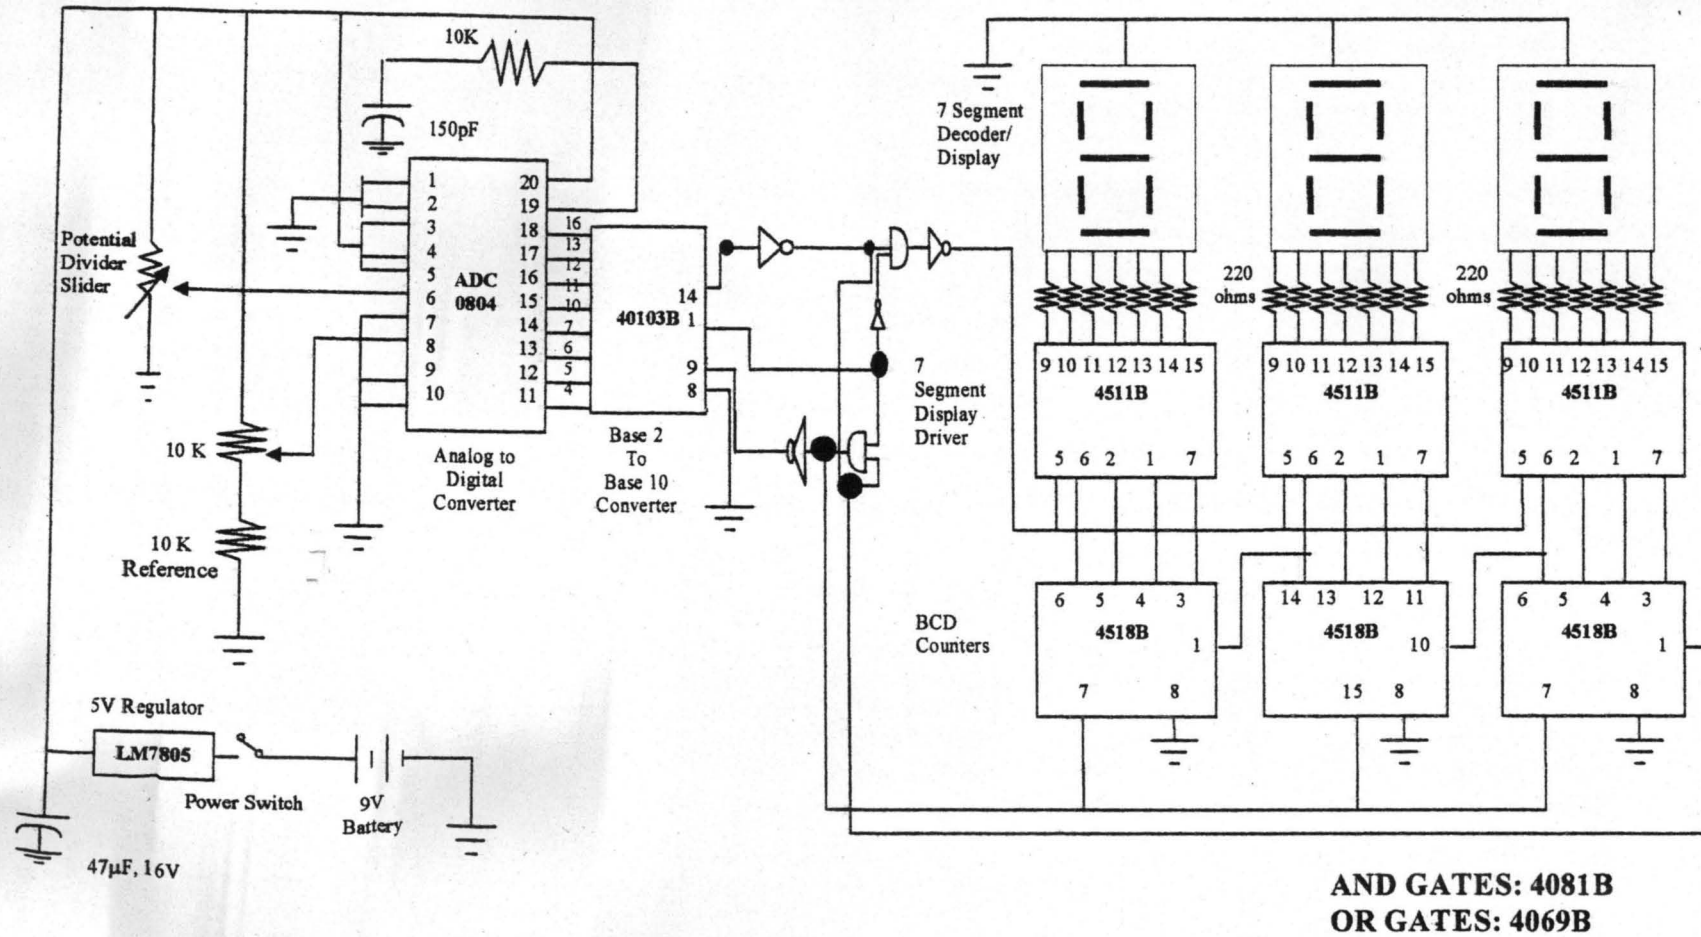 10K
150pF
Potential
Divider
Slider
1
2
3
4
5
6
7
8
9
10
ADC
0804
20
19
18
17
16
15
14
13
12
11
Analog to
Digital
Converter
16
13
12
11
10
7
6
5
4
40103B
14
1
9
8
Base 2
To
Base 10
Converter
10 K
10 K
Reference
5V Regulator
LM7805
Power Switch
9V
Battery
47µF, 16V
7 Segment
Decoder/
Display
220
ohms
220
ohms
7
Segment
Display
Driver
9 10 11 12 13 14 15
4511B
5 6 2 1 7
9 10 11 12 13 14 15
4511B
5 6 2 1 7
9 10 11 12 13 14 15
4511B
5 6 2 1 7
BCD
Counters
6 5 4 3
4518B
1
7 8
14 13 12 11
4518B
10
15 8
6 5 4 3
4518B
1
7 8
AND GATES: 4081B
OR GATES: 4069B